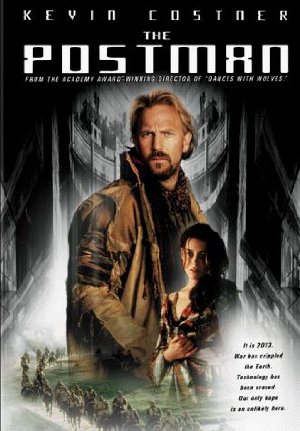 KEVIN COSTNER
THE
POSTMAN
FROM THE ACADEMY AWARD-WINNING DIRECTOR OF "DANCES WITH WOLVES."
It is 2013.
War has crippled
the Earth.
Technology has
been erased.
Our only hope
is an unlikely hero.